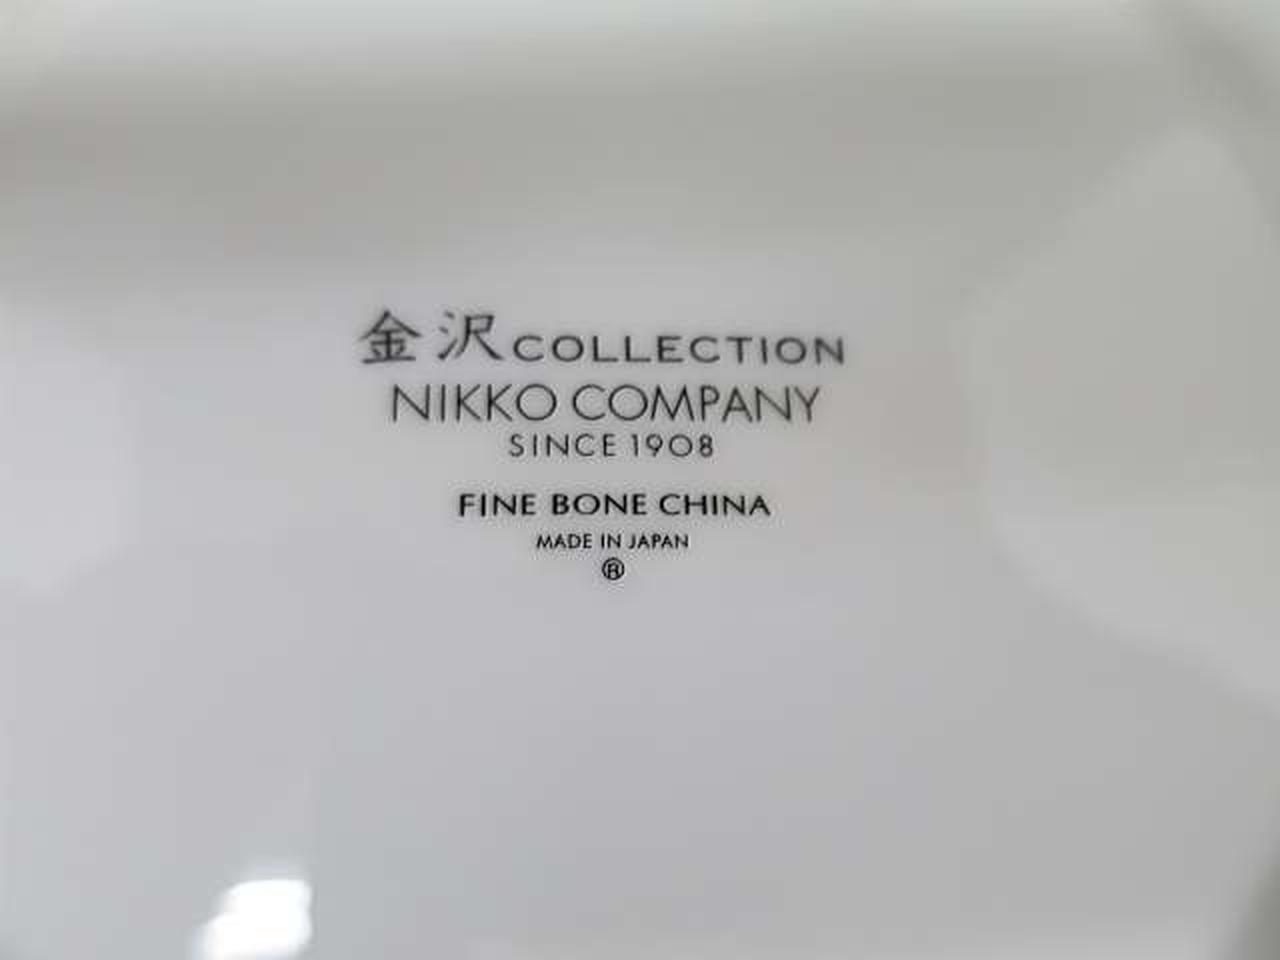 金沢COLLECTION
NIKKO COMPANY
SINCE 1908
FINE BONE CHINA
MADE IN JAPAN
®